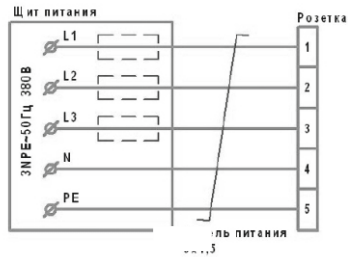 Щит питания
Розетка
3NPE~50Гц 380В
L1
1
L2
2
L3
3
N
4
PE
5
питания